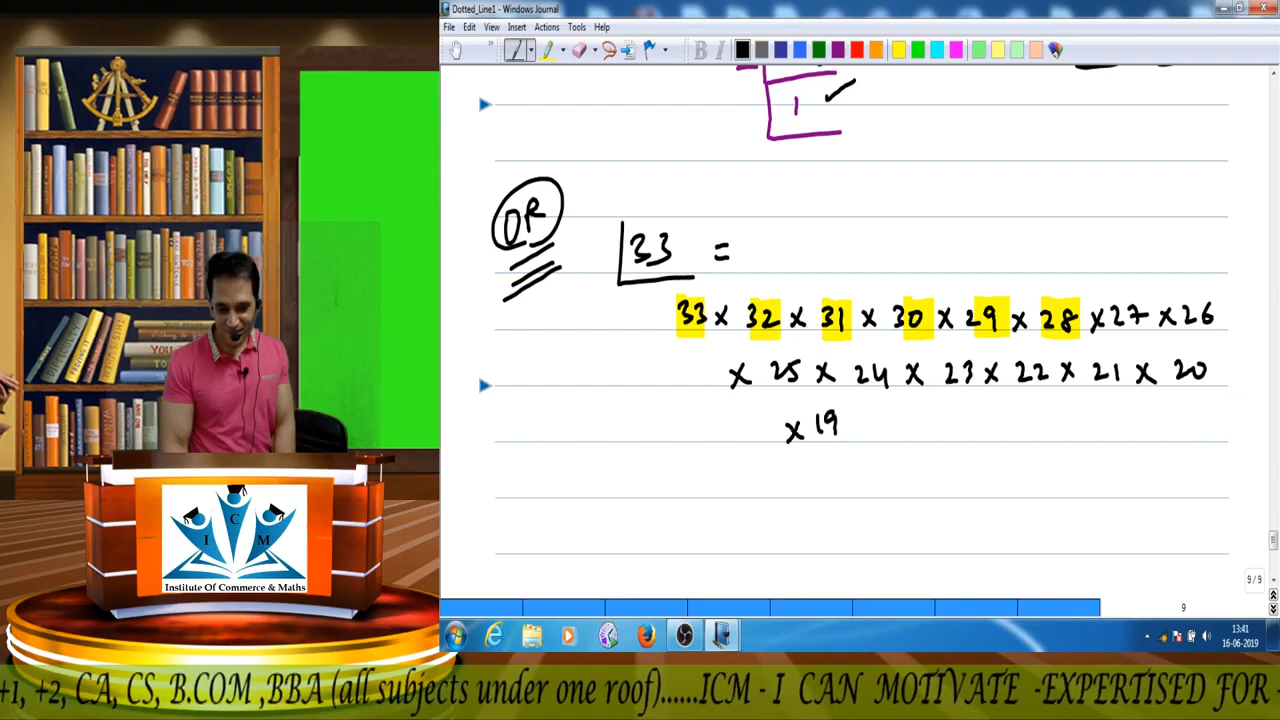 Dotted_Line1 - Windows Journal
File Edit View Insert Actions Tools Help
B I
1
OR
33 =
33 × 32 × 31 × 30 × 29 × 28 × 27 × 26
× 25 × 24 × 23 × 22 × 21 × 20
× 19
I C M
Institute Of Commerce & Maths
9/9
9
13:41
16-06-2019
+1, +2, CA, CS, B.COM ,BBA (all subjects under one roof)......ICM - I CAN MOTIVATE -EXPERTISED FOR -